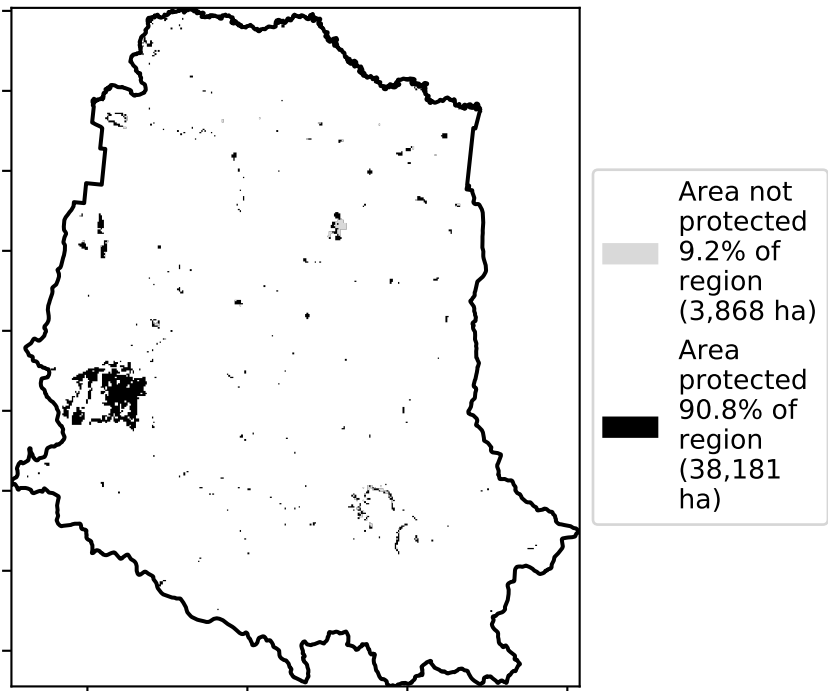 Area not
protected
9.2% of
region
(3,868 ha)
Area
protected
90.8% of
region
(38,181
ha)